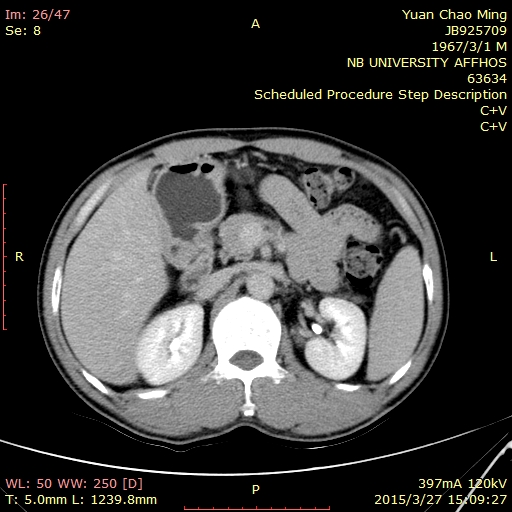 Im: 26/47
Se: 8
A
Yuan Chao Ming
JB925709
1967/3/1 M
NB UNIVERSITY AFFHOS
63634
Scheduled Procedure Step Description
C+V
C+V
R
L
WL: 50 WW: 250 [D]
T: 5.0mm L: 1239.8mm
P
397mA 120kV
2015/3/27 15:09:27